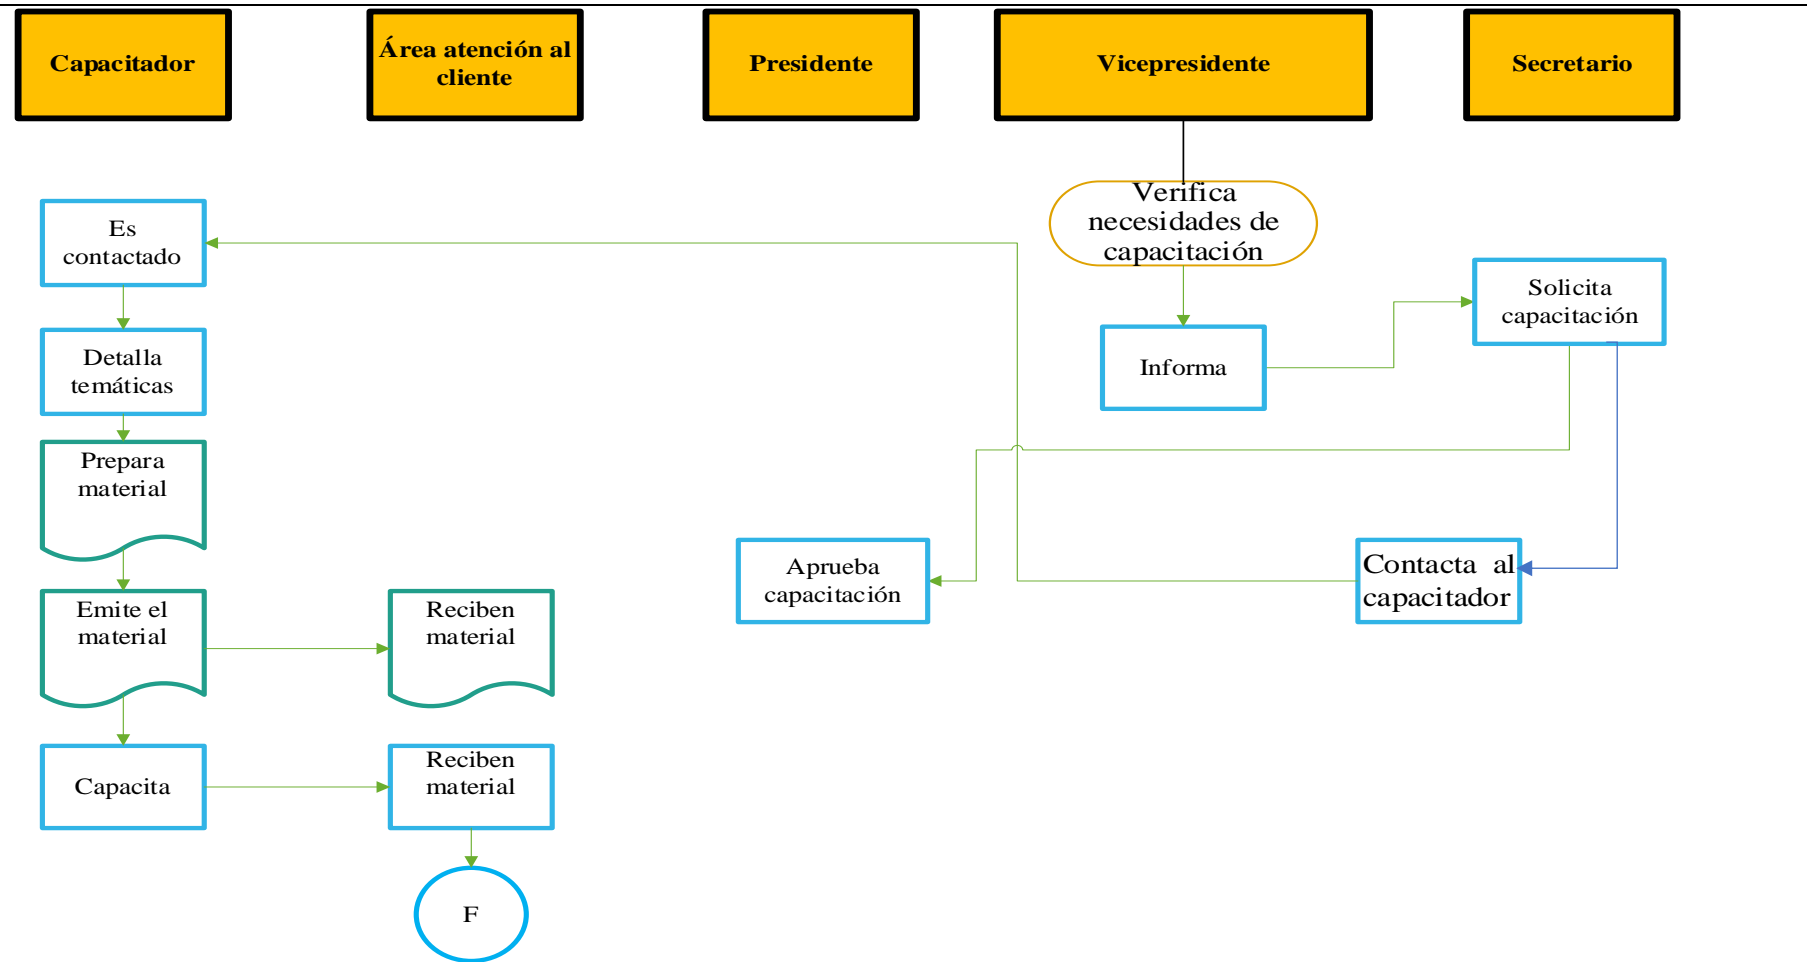 Capacitador
Área atención al
cliente
Presidente
Vicepresidente
Secretario
Verifica
necesidades de
capacitación
Es
contactado
Solicita
capacitación
Informa
Detalla
temáticas
Prepara
material
Aprueba
capacitación
Contacta al
capacitador
Emite el
material
Reciben
material
Capacita
Reciben
material
F